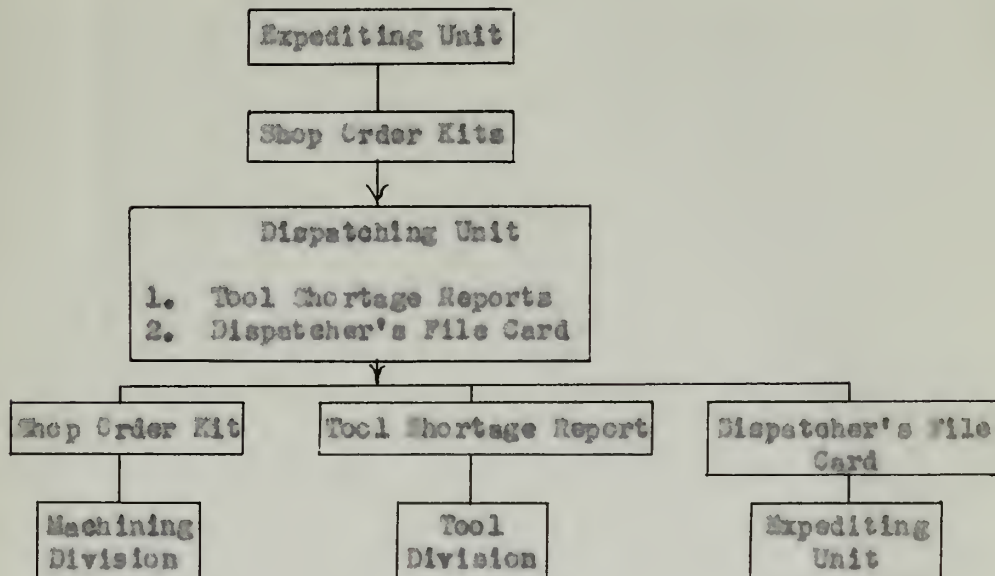 Expediting Unit
Shop Order Kits
Dispatching Unit
1. Tool Shortage Reports
2. Dispatcher's File Card
Shop Order Kit
Tool Shortage Report
Dispatcher's File
Card
Machining
Division
Tool
Division
Expediting
Unit